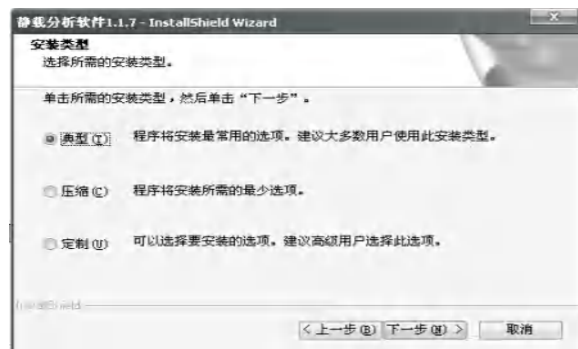 静载分析软件1.1.7 - InstallShield Wizard
安装类型
选择所需的安装类型。
单击所需的安装类型，然后单击“下一步”。
典型(T) 程序将安装最常用的选项。建议大多数用户使用此安装类型。
压缩(C) 程序将安装所需的最少选项。
定制(U) 可以选择要安装的选项。建议高级用户选择此选项。
InstallShield
< 上一步(B) 下一步(N) > 取消